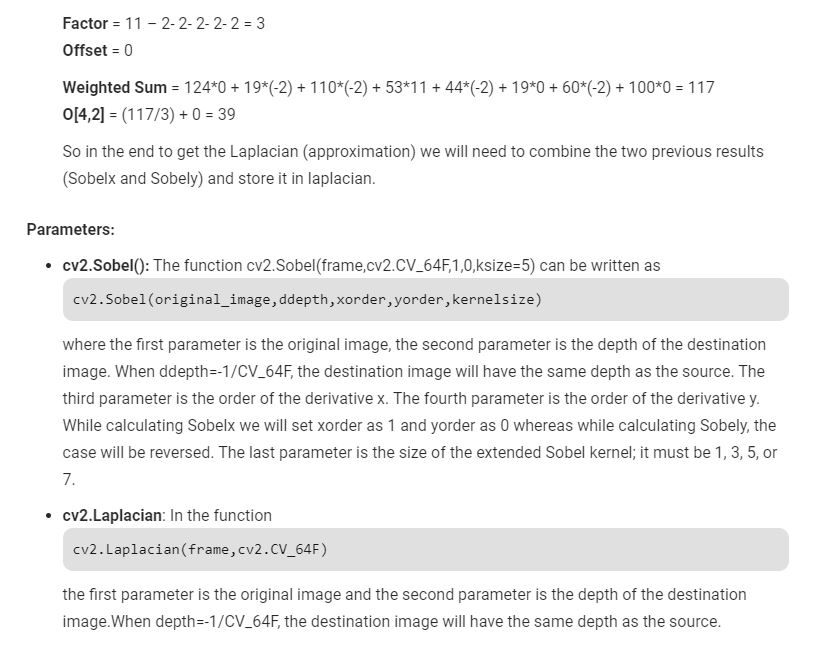 Factor = 11 – 2- 2- 2- 2- 2 = 3
Offset = 0
Weighted Sum = 124*0 + 19*(-2) + 110*(-2) + 53*11 + 44*(-2) + 19*0 + 60*(-2) + 100*0 = 117
O[4,2] = (117/3) + 0 = 39
So in the end to get the Laplacian (approximation) we will need to combine the two previous results
(Sobelx and Sobely) and store it in laplacian.
Parameters:
• cv2.Sobel(): The function cv2.Sobel(frame,cv2.CV_64F,1,0,ksize=5) can be written as
cv2.Sobel(original_image,ddepth,xorder,yorder,kernelsize)
where the first parameter is the original image, the second parameter is the depth of the destination
image. When ddepth=-1/CV_64F, the destination image will have the same depth as the source. The
third parameter is the order of the derivative x. The fourth parameter is the order of the derivative y.
While calculating Sobelx we will set xorder as 1 and yorder as 0 whereas while calculating Sobely, the
case will be reversed. The last parameter is the size of the extended Sobel kernel; it must be 1, 3, 5, or
7.
• cv2.Laplacian: In the function
cv2.Laplacian(frame,cv2.CV_64F)
the first parameter is the original image and the second parameter is the depth of the destination
image.When depth=-1/CV_64F, the destination image will have the same depth as the source.